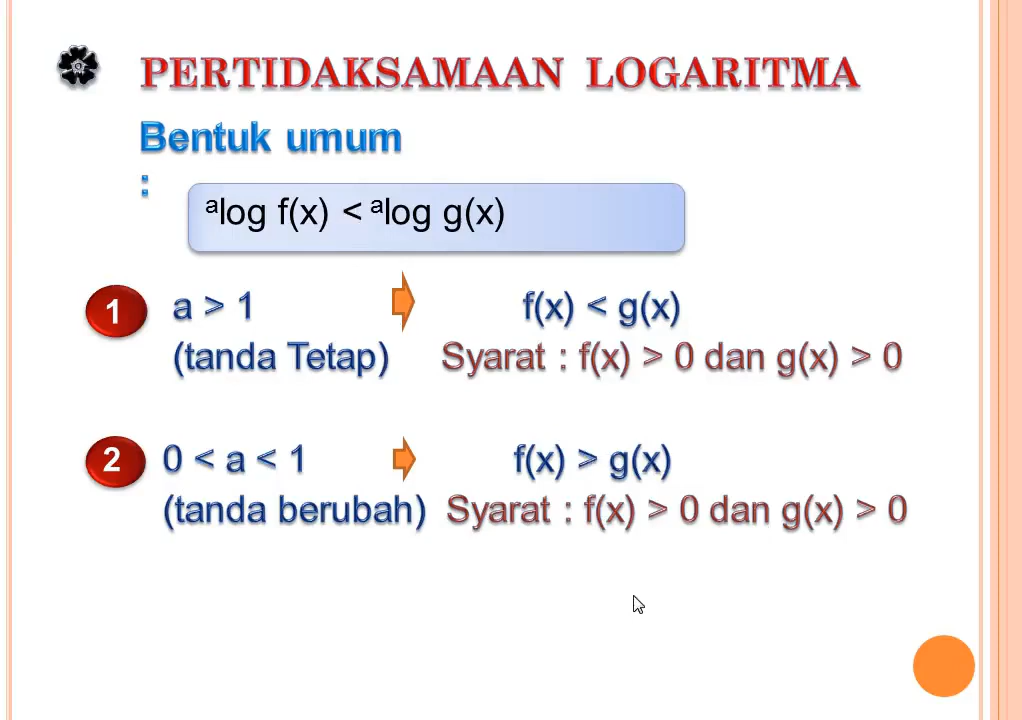 PERTIDAKSAMAAN LOGARITMA
Bentuk umum
:
ᵃlog f(x) < ᵃlog g(x)
1 a > 1 f(x) < g(x)
(tanda Tetap) Syarat : f(x) > 0 dan g(x) > 0
2 0 < a < 1 f(x) > g(x)
(tanda berubah) Syarat : f(x) > 0 dan g(x) > 0